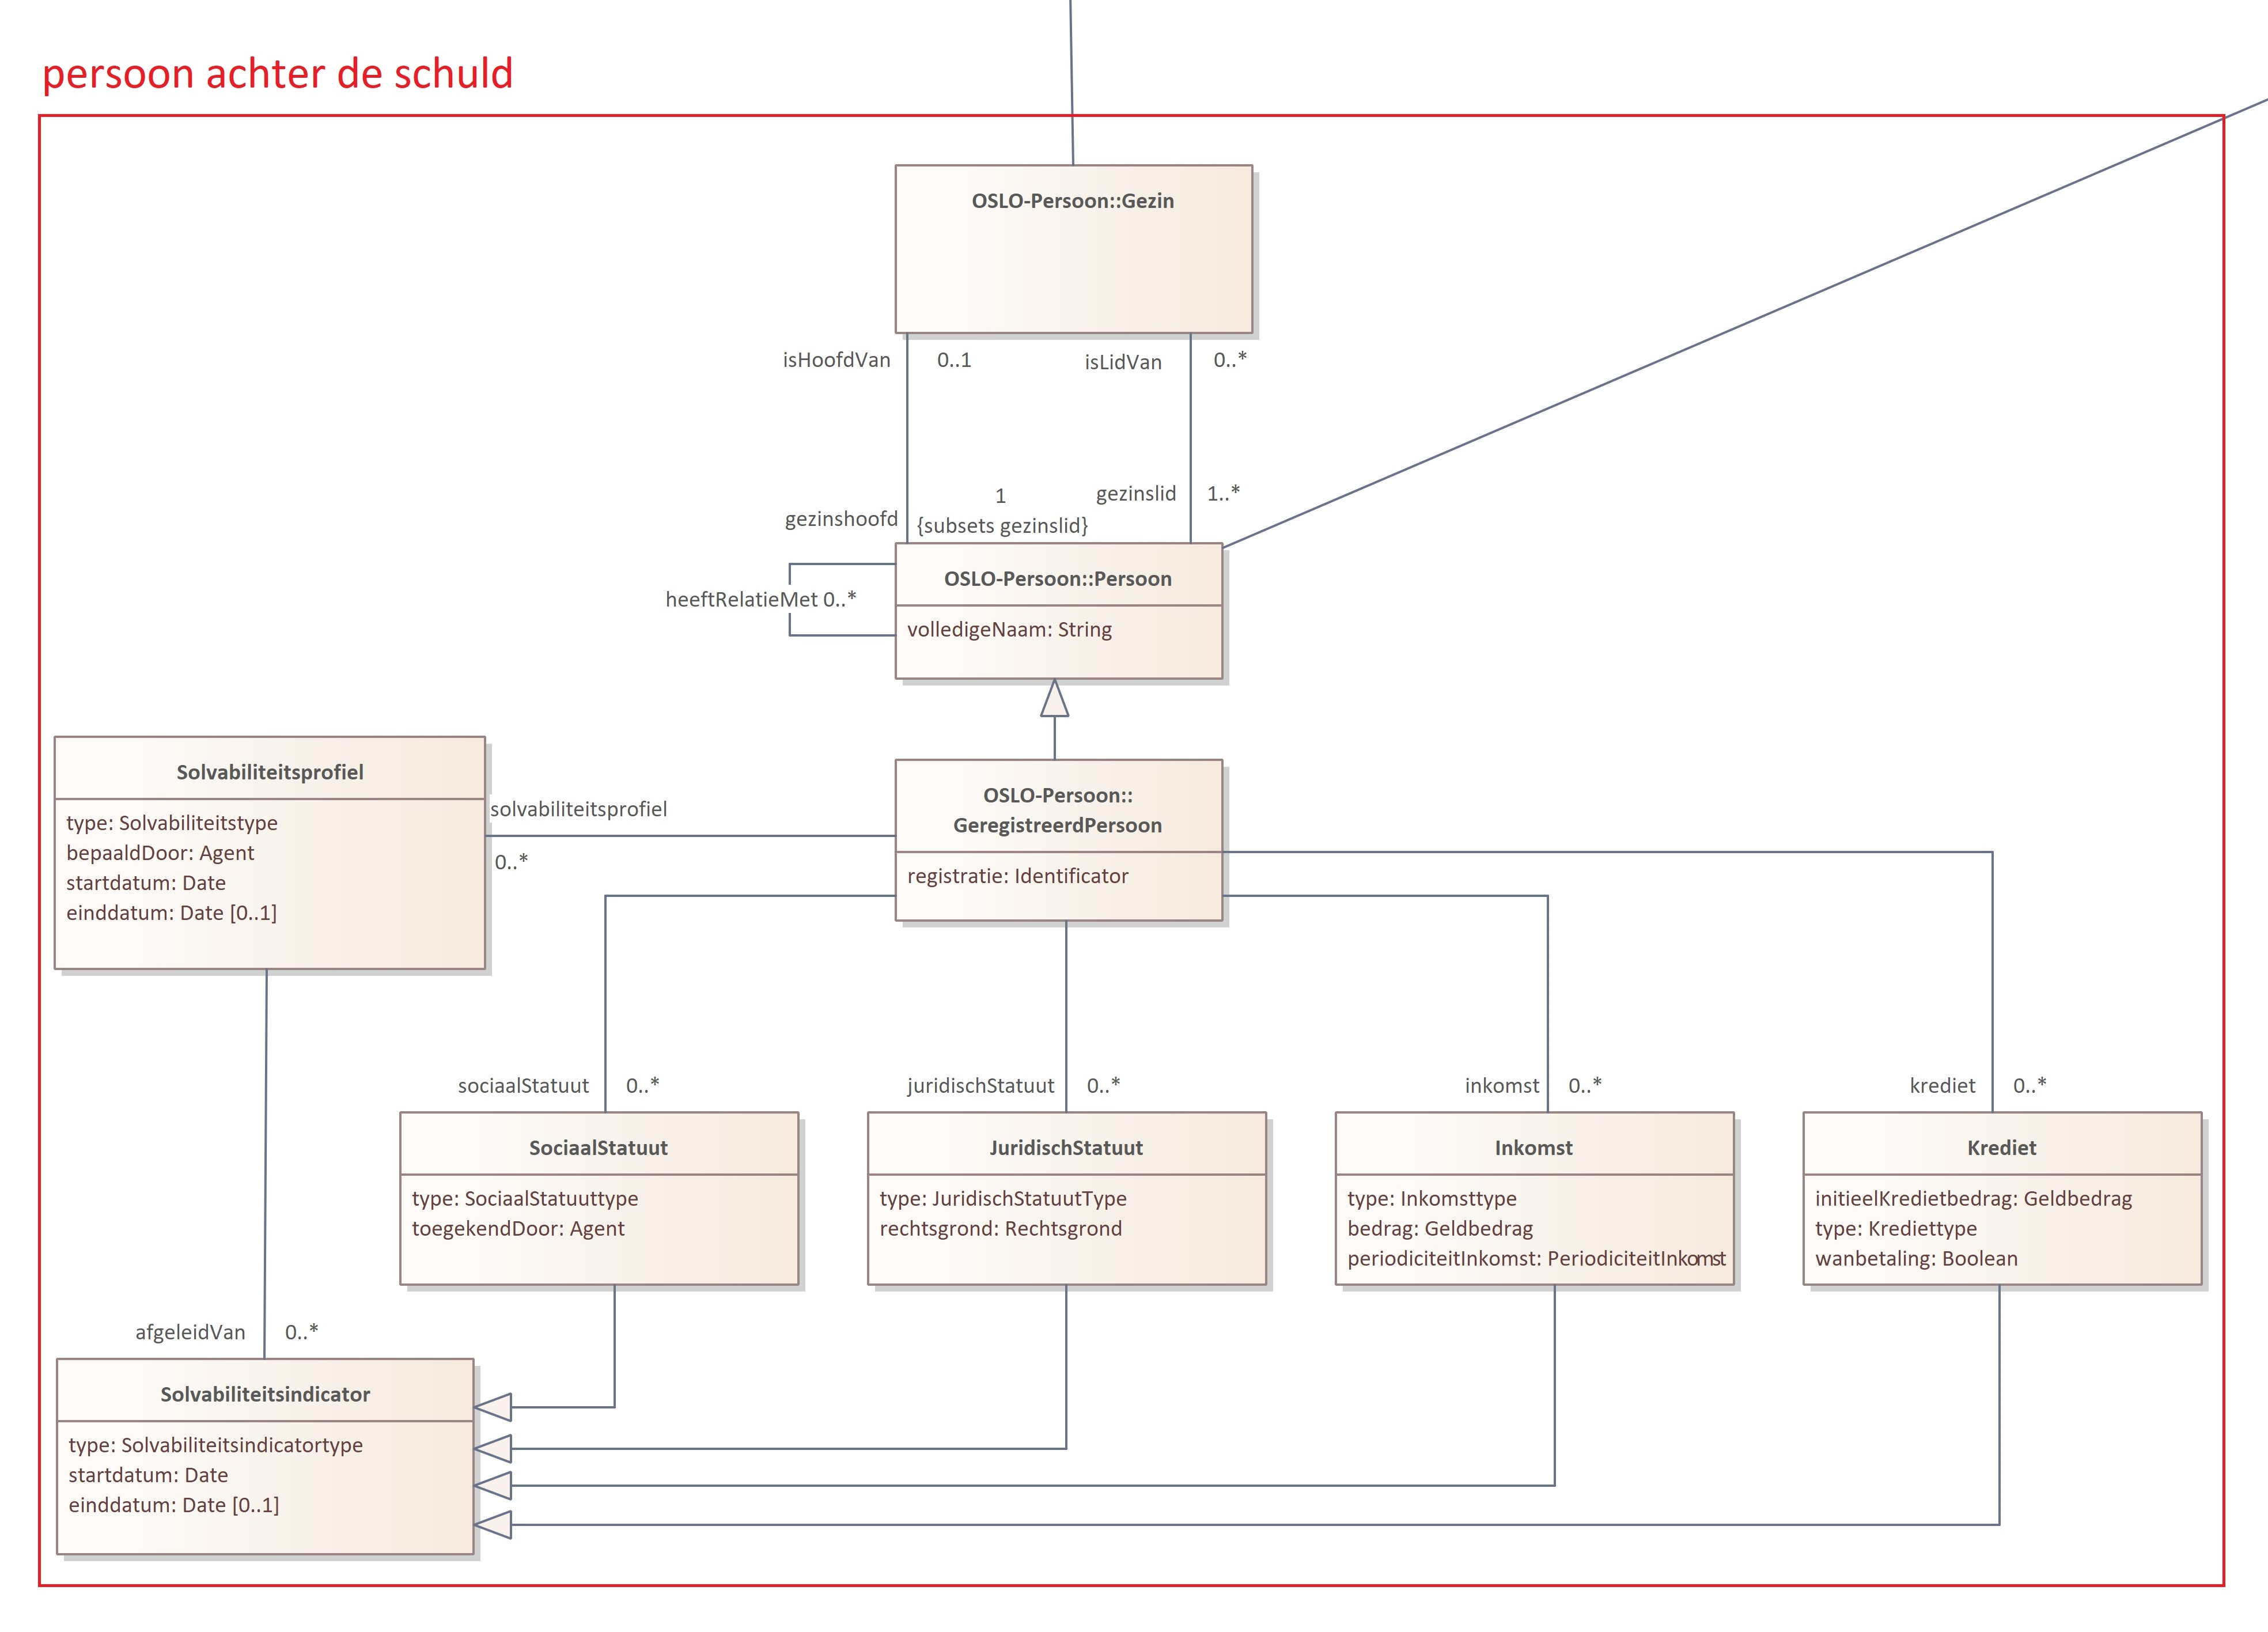 persoon achter de schuld
OSLO-Persoon::Gezin
isHoofdVan 0..1 isLidVan 0..*
1 gezinslid 1..*
gezinshoofd {subsets gezinslid}
OSLO-Persoon::Persoon
heeftRelatieMet 0..*
volledigeNaam: String
Solvabiliteitsprofiel
type: Solvabiliteitstype
bepaaldDoor: Agent
startdatum: Date
einddatum: Date [0..1]
solvabiliteitsprofiel
0..*
OSLO-Persoon::
GeregistreerdPersoon
registratie: Identificator
sociaalStatuut 0..*
juridischStatuut 0..*
inkomst 0..*
krediet 0..*
SociaalStatuut
type: SociaalStatuuttype
toegekendDoor: Agent
JuridischStatuut
type: JuridischStatuutType
rechtsgrond: Rechtsgrond
Inkomst
type: Inkomsttype
bedrag: Geldbedrag
periodiciteitInkomst: PeriodiciteitInkomst
Krediet
initieelKredietbedrag: Geldbedrag
type: Krediettype
wanbetaling: Boolean
afgeleidVan 0..*
Solvabiliteitsindicator
type: Solvabiliteitsindicatortype
startdatum: Date
einddatum: Date [0..1]